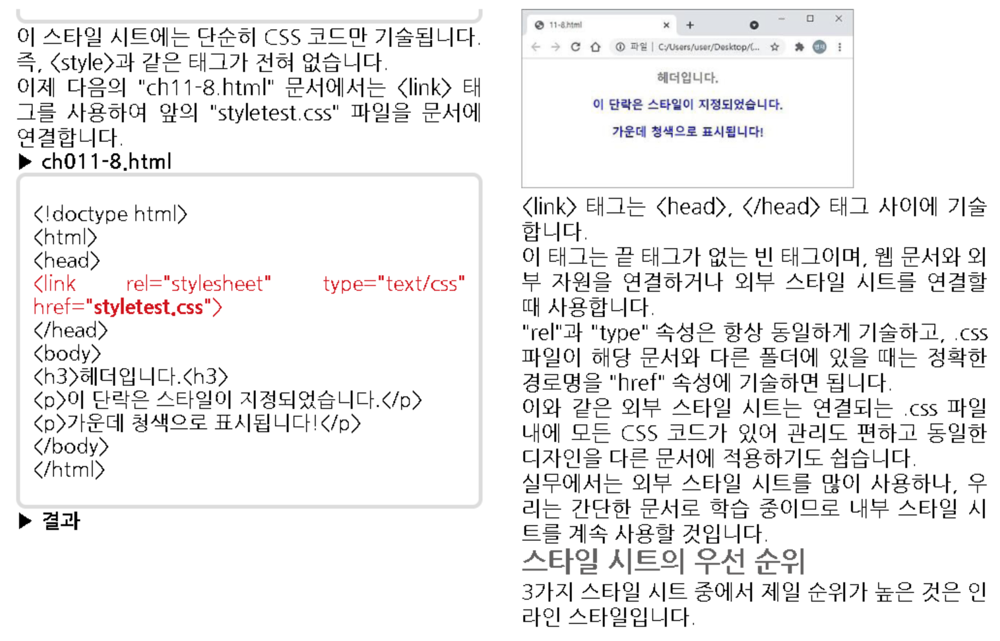 이 스타일 시트에는 단순히 CSS 코드만 기술됩니다.
즉, <style>과 같은 태그가 전혀 없습니다.
이제 다음의 "ch11-8.html" 문서에서는 <link> 태
그를 사용하여 앞의 "styletest.css" 파일을 문서에
연결합니다.
▶ ch011-8.html
<!doctype html>
<html>
<head>
<link rel="stylesheet" type="text/css"
href="styletest.css">
</head>
<body>
<h3>헤더입니다.<h3>
<p>이 단락은 스타일이 지정되었습니다.</p>
<p>가운데 청색으로 표시됩니다!</p>
</body>
</html>
▶ 결과
11-8.html
파일 | C:/Users/user/Desktop/(...
헤더입니다.
이 단락은 스타일이 지정되었습니다.
가운데 청색으로 표시됩니다!
<link> 태그는 <head>, </head> 태그 사이에 기술
합니다.
이 태그는 끝 태그가 없는 빈 태그이며, 웹 문서와 외
부 자원을 연결하거나 외부 스타일 시트를 연결할
때 사용합니다.
"rel"과 "type" 속성은 항상 동일하게 기술하고, .css
파일이 해당 문서와 다른 폴더에 있을 때는 정확한
경로명을 "href" 속성에 기술하면 됩니다.
이와 같은 외부 스타일 시트는 연결되는 .css 파일
내에 모든 CSS 코드가 있어 관리도 편하고 동일한
디자인을 다른 문서에 적용하기도 쉽습니다.
실무에서는 외부 스타일 시트를 많이 사용하나, 우
리는 간단한 문서로 학습 중이므로 내부 스타일 시
트를 계속 사용할 것입니다.
스타일 시트의 우선 순위
3가지 스타일 시트 중에서 제일 순위가 높은 것은 인
라인 스타일입니다.